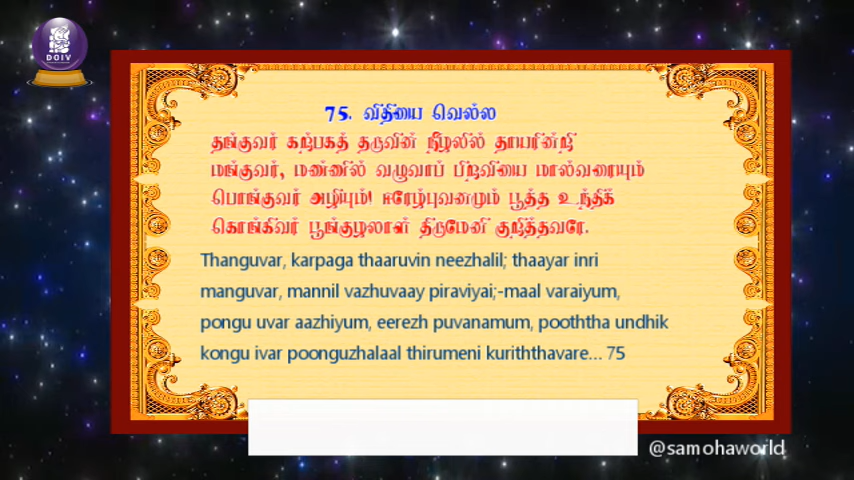 DOIV
75. விதியை வெல்ல
தங்குவர் கற்பகத் தருவின் நீழலில் தாயரின்றி
மங்குவர், மண்ணில் வழுவாப் பிறவியை மால்வரையும்
பொங்குவர் அழியும்! ஈரேழ்புவனமும் பூத்த உந்திக்
கொங்கிவர் பூங்குழலாள் திருமேனி குறித்தவரே.
Thanguvar, karpaga thaaruvin neezhalil; thaayar inri
manguvar, mannil vazhuvaay piraviyai;-maal varaiyum,
pongu uvar aazhiyum, eerezh puvanamum, pooththa undhik
kongu ivar poonguzhalaal thirumeni kuriththavare... 75
@samohaworld